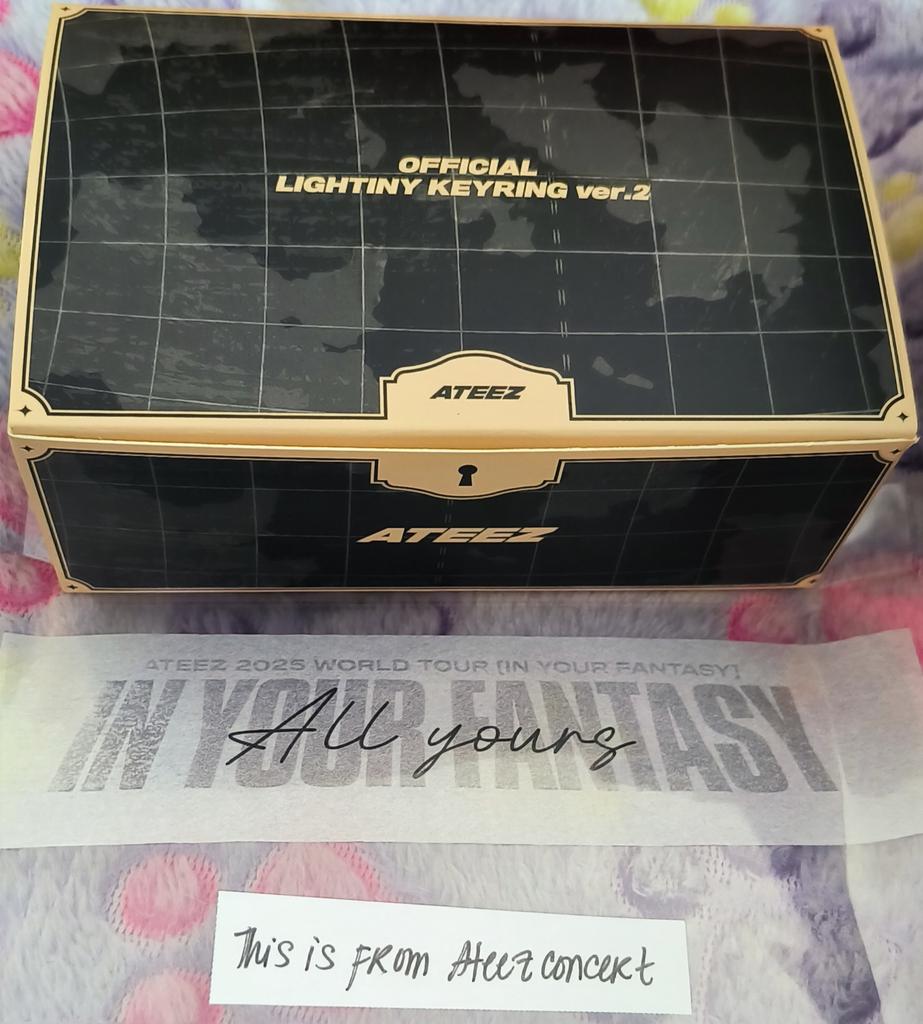 OFFICIAL
LIGHTINY KEYRING ver.2
ATEEZ
ATEEZ
ATEEZ 2025 WORLD TOUR [IN YOUR FANTASY]
IN YOUR FANTASY
All yours
This is FROM Ateez concert